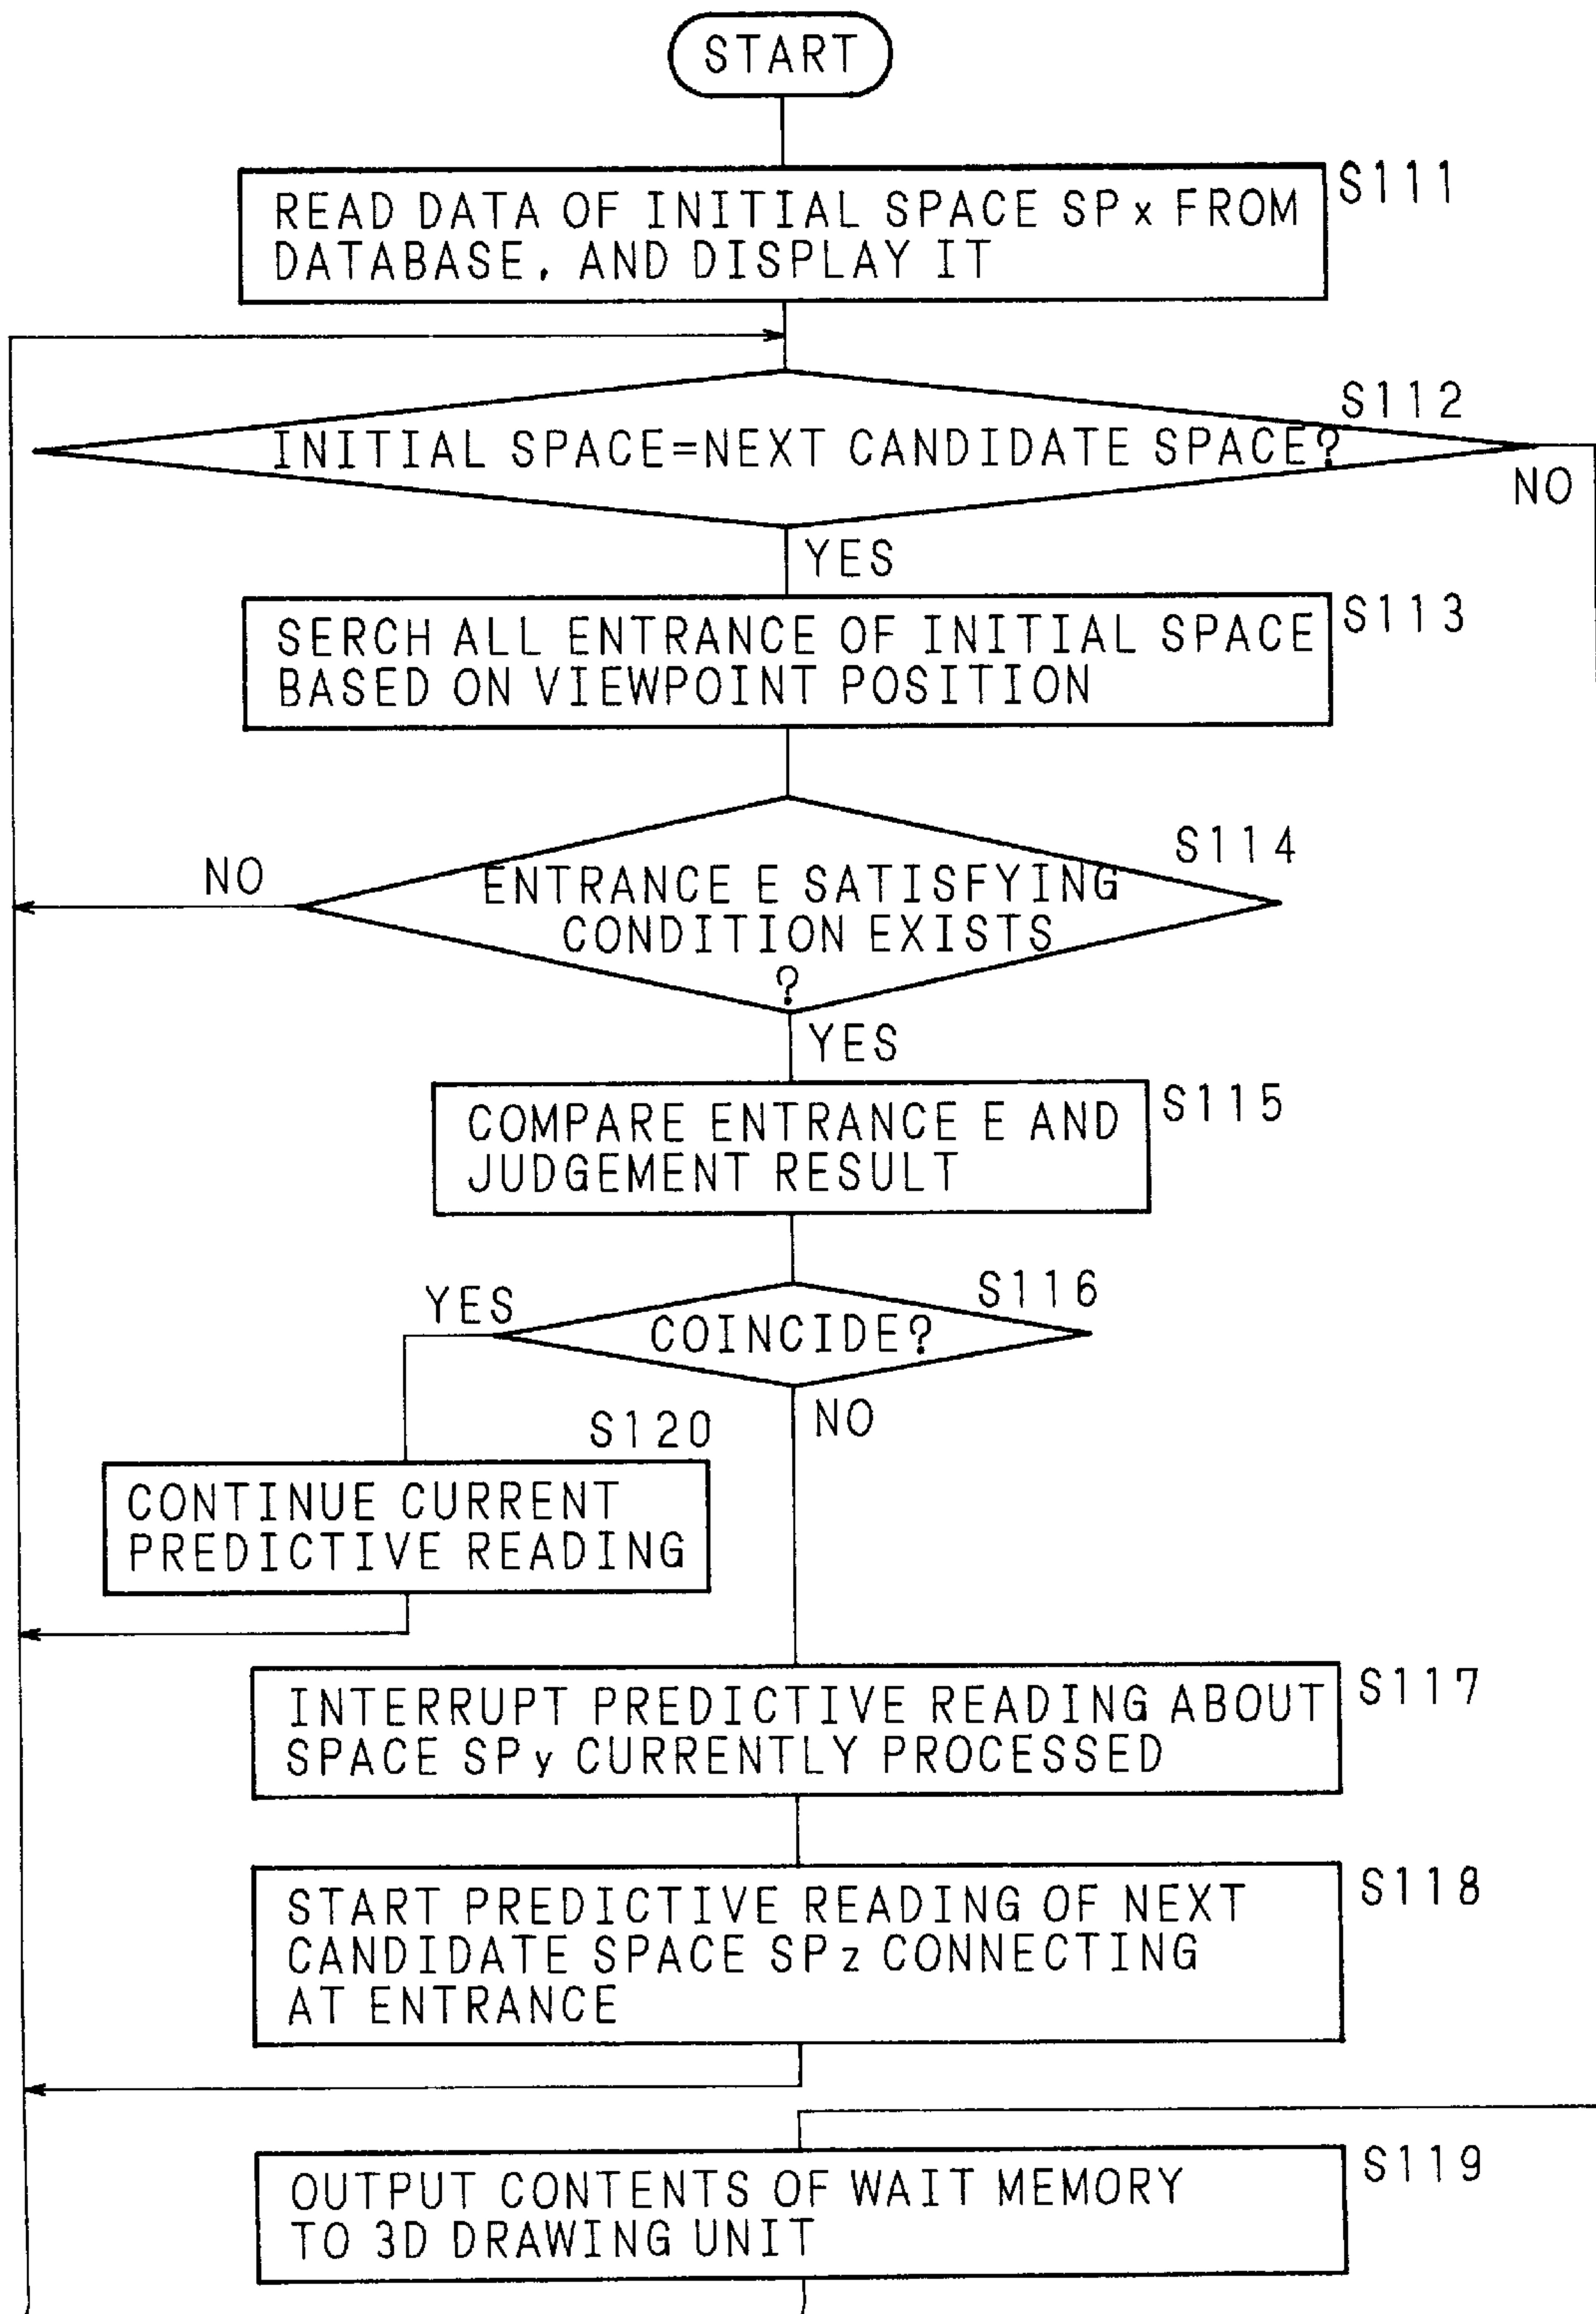 START
S111
READ DATA OF INITIAL SPACE SPx FROM
DATABASE, AND DISPLAY IT
S112
INITIAL SPACE=NEXT CANDIDATE SPACE?
NO
YES
S113
SERCH ALL ENTRANCE OF INITIAL SPACE
BASED ON VIEWPOINT POSITION
S114
NO
ENTRANCE E SATISFYING
CONDITION EXISTS
?
YES
S115
COMPARE ENTRANCE E AND
JUDGEMENT RESULT
S116
YES
COINCIDE?
NO
S120
CONTINUE CURRENT
PREDICTIVE READING
S117
INTERRUPT PREDICTIVE READING ABOUT
SPACE SPy CURRENTLY PROCESSED
S118
START PREDICTIVE READING OF NEXT
CANDIDATE SPACE SPz CONNECTING
AT ENTRANCE
S119
OUTPUT CONTENTS OF WAIT MEMORY
TO 3D DRAWING UNIT